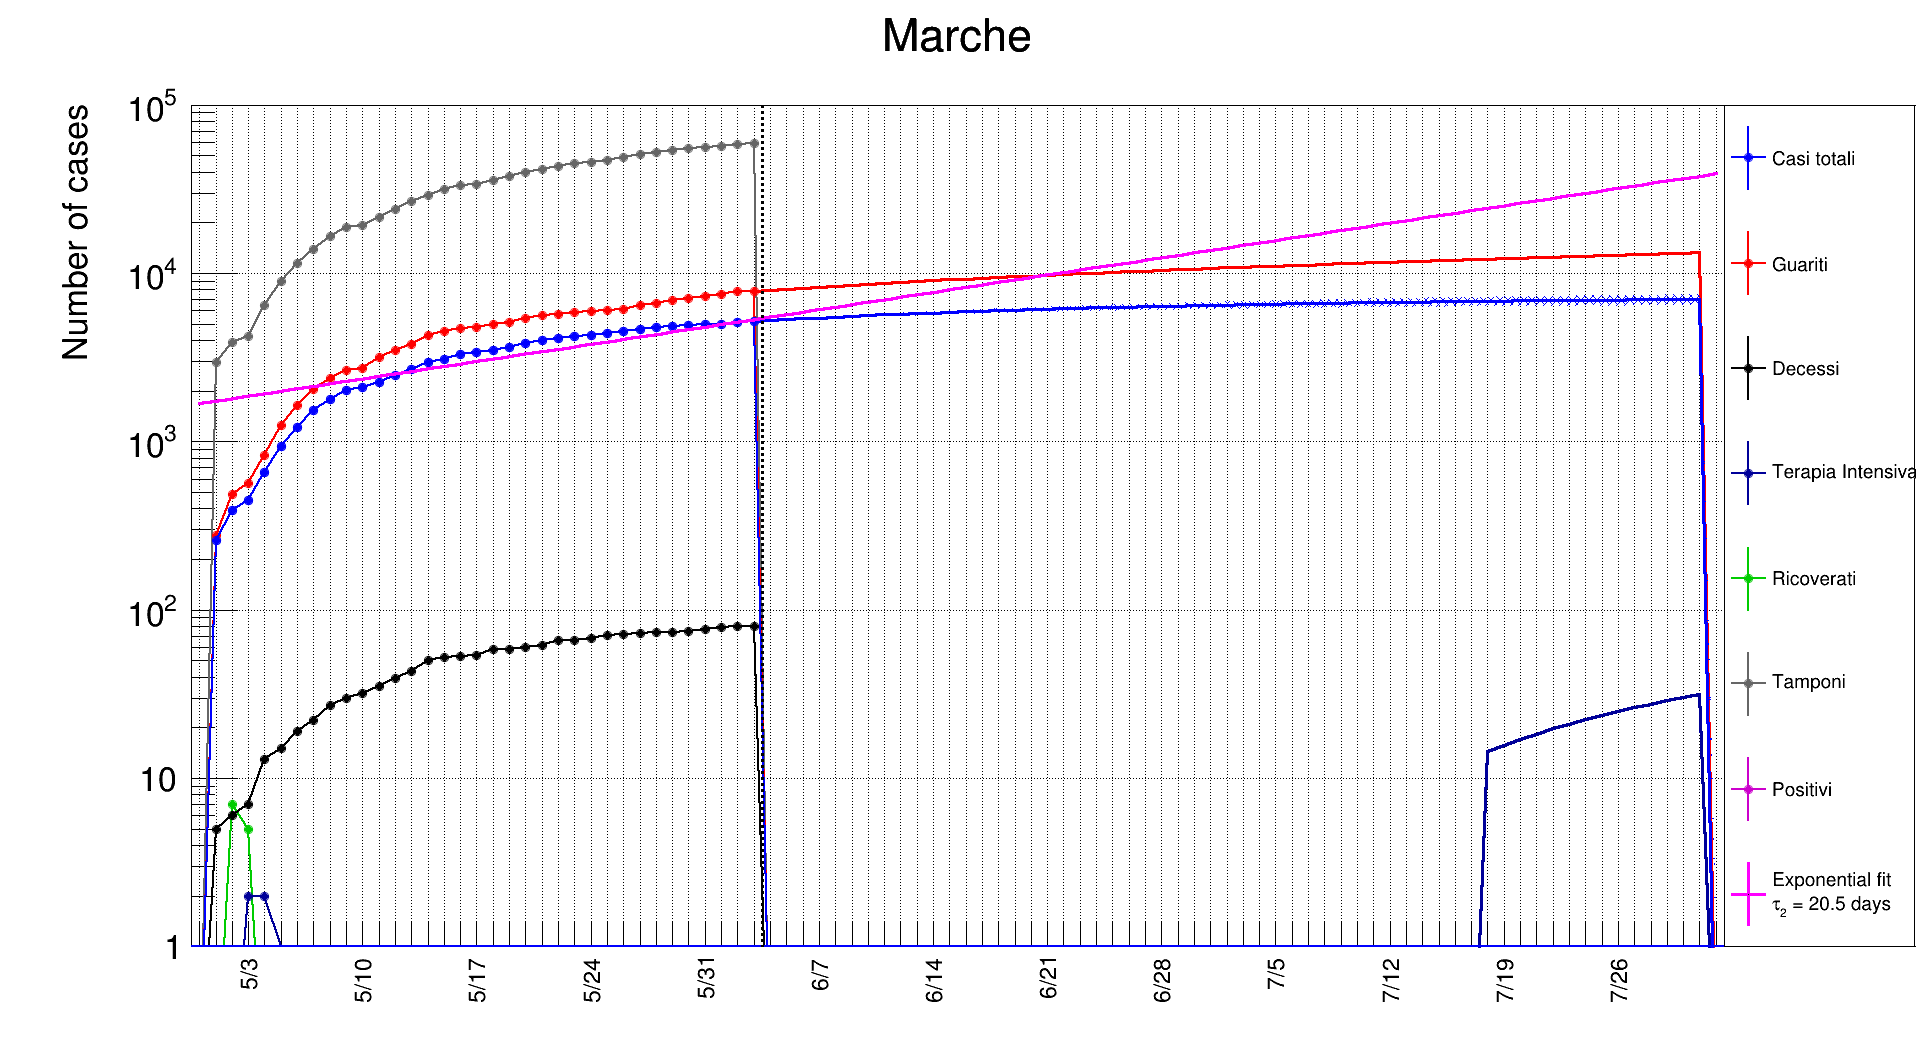 Marche
Number of cases
10^5
10^4
10^3
10^2
10
1
5/3
5/10
5/17
5/24
5/31
6/7
6/14
6/21
6/28
7/5
7/12
7/19
7/26
Casi totali
Guariti
Decessi
Terapia Intensiva
Ricoverati
Tamponi
Positivi
Exponential fit
τ₂ = 20.5 days